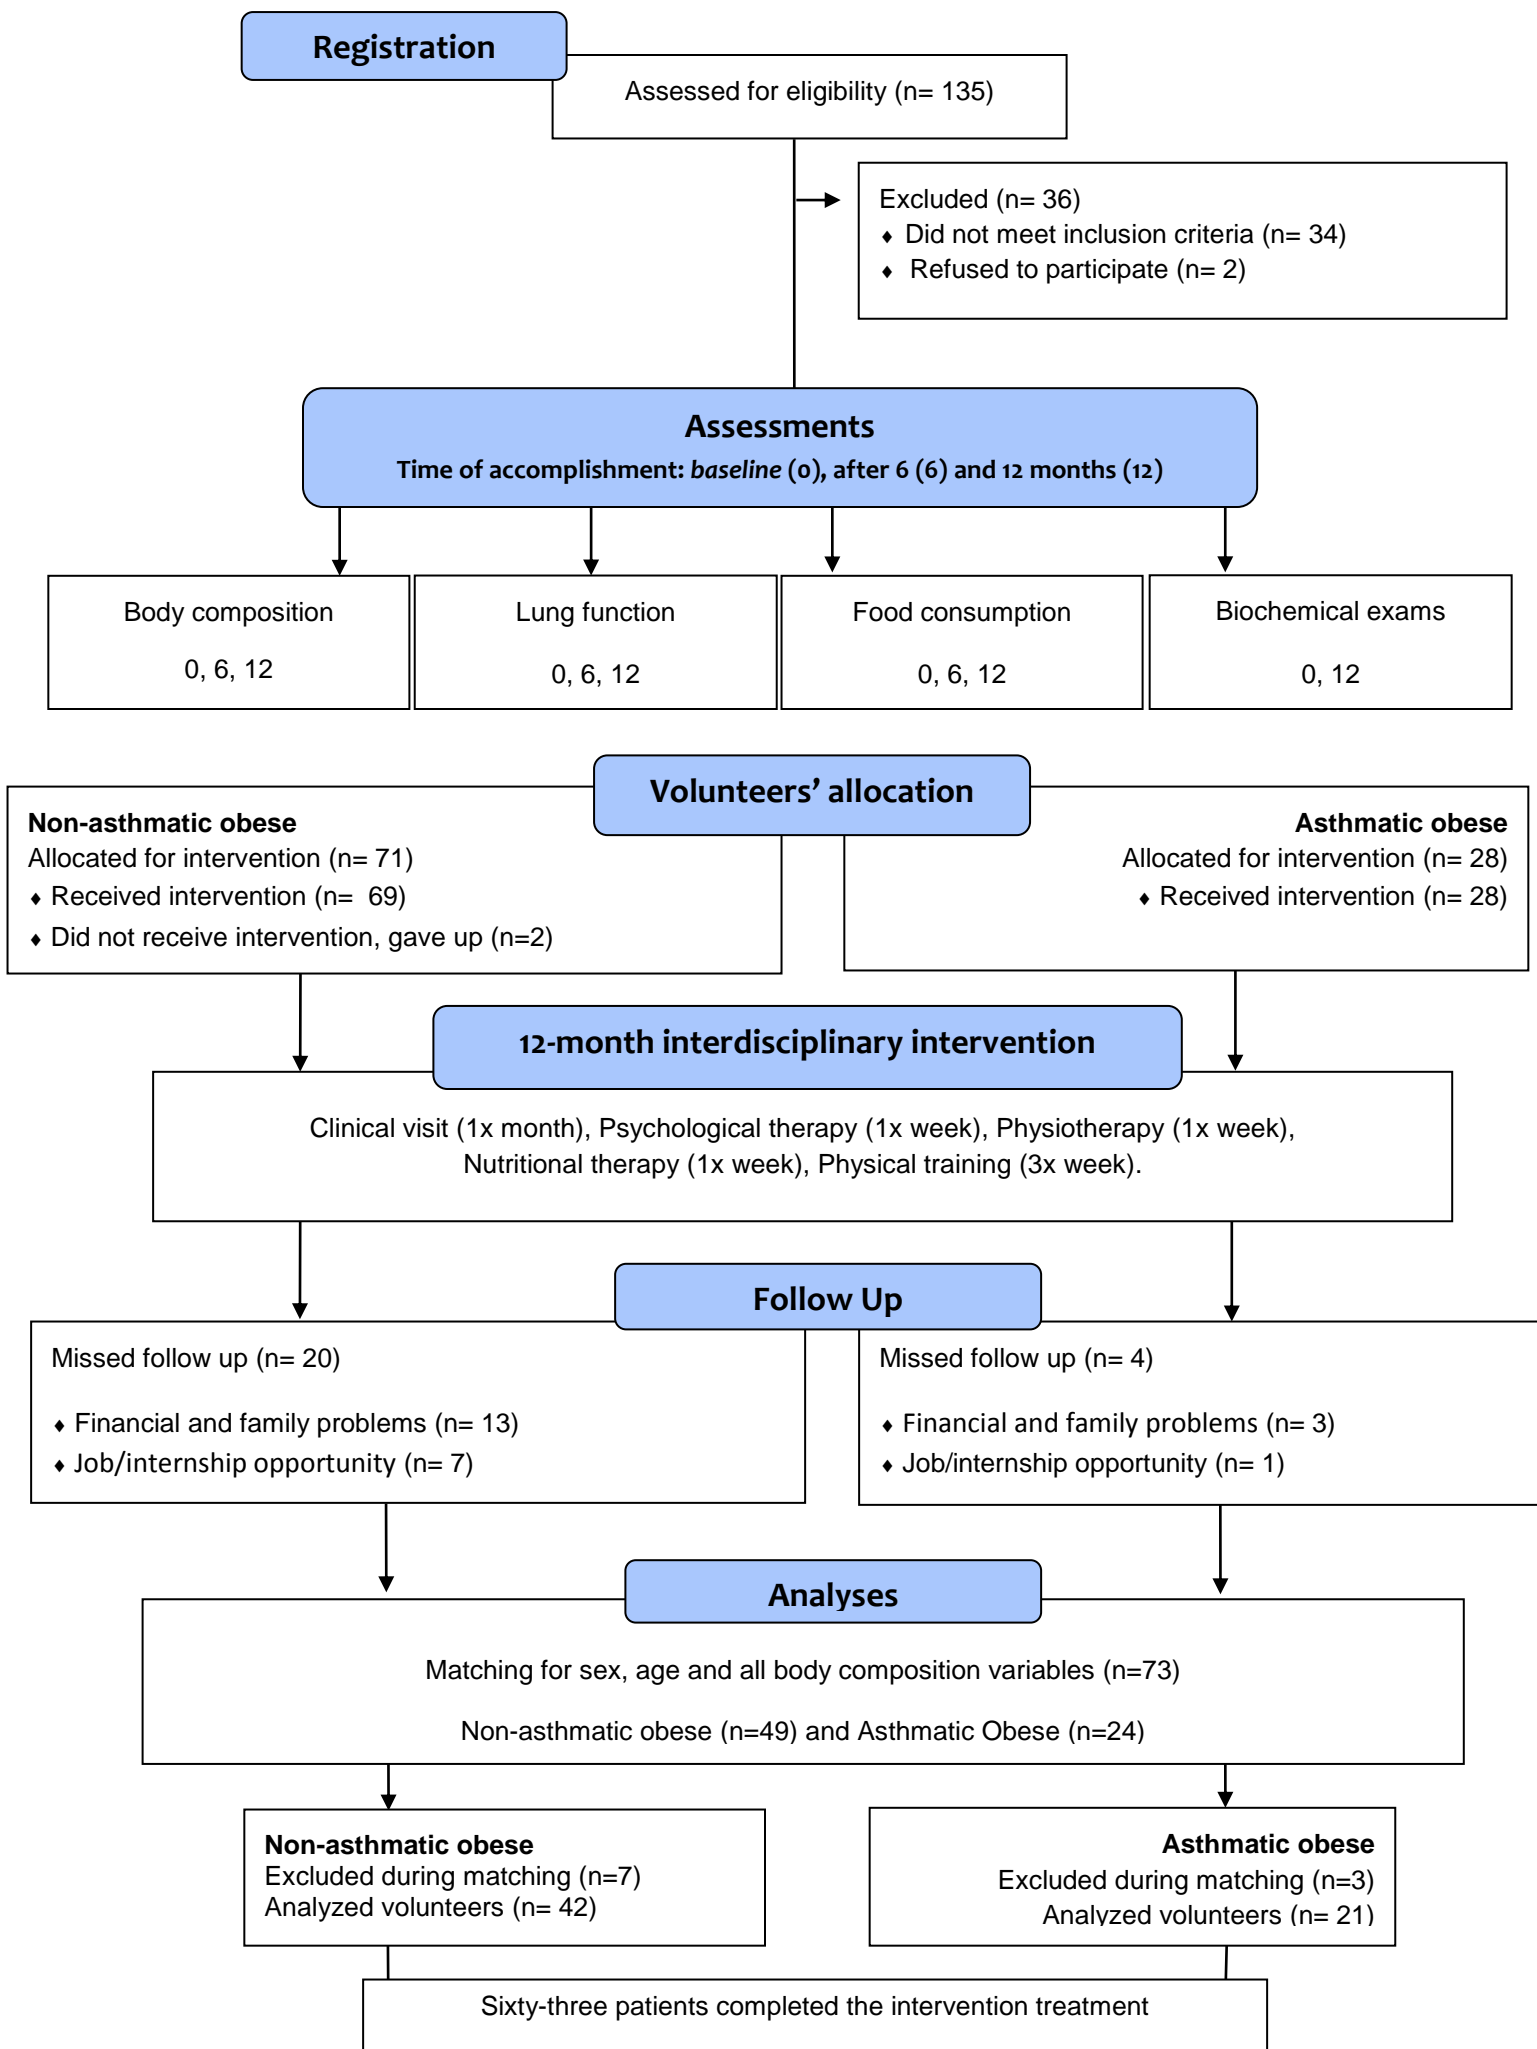 Registration
Assessed for eligibility (n= 135)
Excluded (n= 36)
♦ Did not meet inclusion criteria (n= 34)
♦ Refused to participate (n= 2)
Assessments
Time of accomplishment: baseline (0), after 6 (6) and 12 months (12)
Body composition
0, 6, 12
Lung function
0, 6, 12
Food consumption
0, 6, 12
Biochemical exams
0, 12
Volunteers’ allocation
Non-asthmatic obese
Allocated for intervention (n= 71)
♦ Received intervention (n= 69)
♦ Did not receive intervention, gave up (n=2)
Asthmatic obese
Allocated for intervention (n= 28)
♦ Received intervention (n= 28)
12-month interdisciplinary intervention
Clinical visit (1x month), Psychological therapy (1x week), Physiotherapy (1x week),
Nutritional therapy (1x week), Physical training (3x week).
Follow Up
Missed follow up (n= 20)
♦ Financial and family problems (n= 13)
♦ Job/internship opportunity (n= 7)
Missed follow up (n= 4)
♦ Financial and family problems (n= 3)
♦ Job/internship opportunity (n= 1)
Analyses
Matching for sex, age and all body composition variables (n=73)
Non-asthmatic obese (n=49) and Asthmatic Obese (n=24)
Non-asthmatic obese
Excluded during matching (n=7)
Analyzed volunteers (n= 42)
Asthmatic obese
Excluded during matching (n=3)
Analyzed volunteers (n= 21)
Sixty-three patients completed the intervention treatment